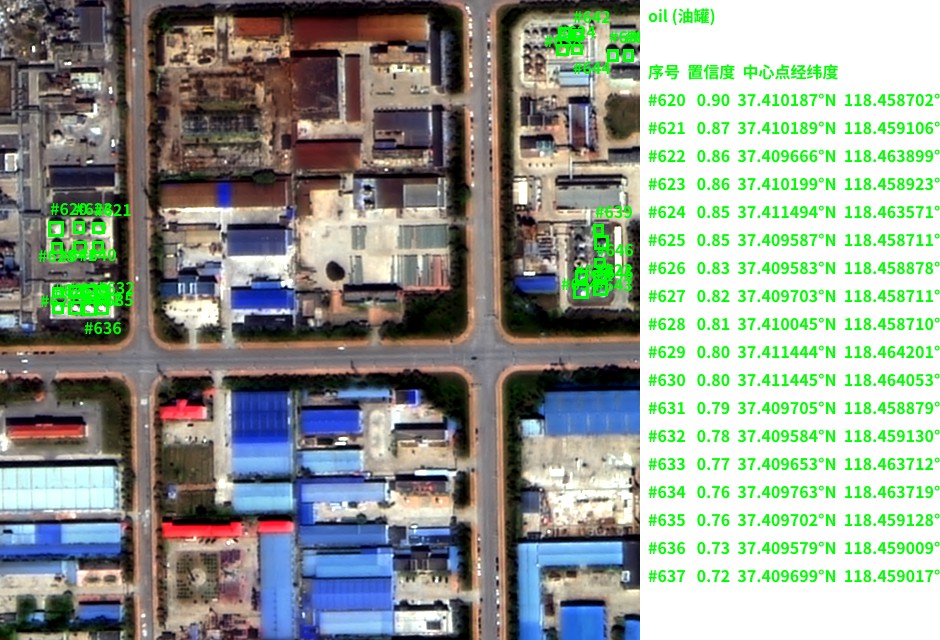 oil (油罐)
序号 置信度 中心点经纬度
#620 0.90 37.410187°N 118.458702°
#621 0.87 37.410189°N 118.459106°
#622 0.86 37.409666°N 118.463899°
#623 0.86 37.410199°N 118.458923°
#624 0.85 37.411494°N 118.463571°
#625 0.85 37.409587°N 118.458711°
#626 0.83 37.409583°N 118.458878°
#627 0.82 37.409703°N 118.458711°
#628 0.81 37.410045°N 118.458710°
#629 0.80 37.411444°N 118.464201°
#630 0.80 37.411445°N 118.464053°
#631 0.79 37.409705°N 118.458879°
#632 0.78 37.409584°N 118.459130°
#633 0.77 37.409653°N 118.463712°
#634 0.76 37.409763°N 118.463719°
#635 0.76 37.409702°N 118.459128°
#636 0.73 37.409579°N 118.459009°
#637 0.72 37.409699°N 118.459017°
#642
#644
#639
#636